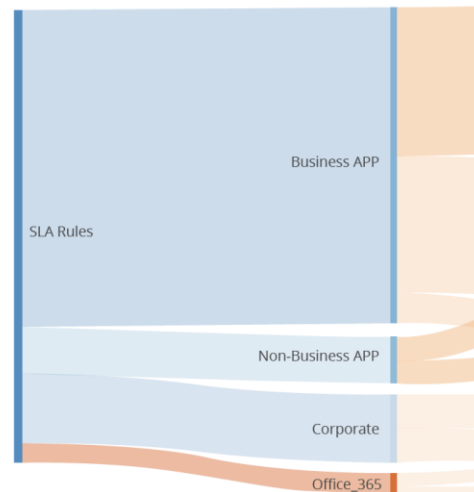 Business APP
SLA Rules
Non-Business APP
Corporate
Office_365